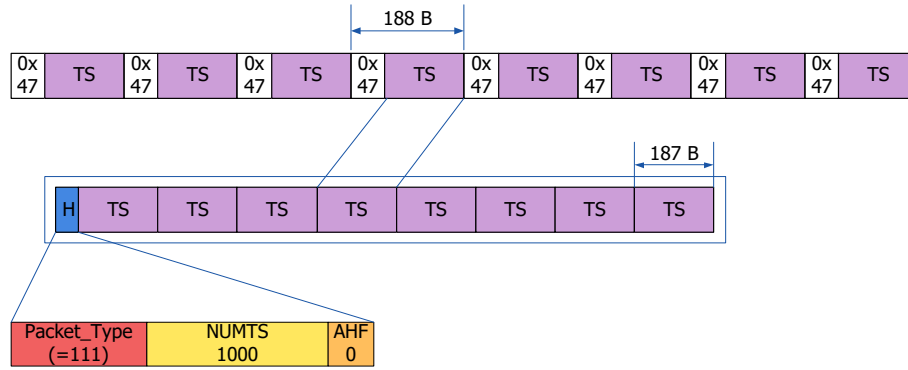 188 B
0x
47
TS
0x
47
TS
0x
47
TS
0x
47
TS
0x
47
TS
0x
47
TS
0x
47
TS
0x
47
TS
187 B
H
TS
TS
TS
TS
TS
TS
TS
TS
Packet_Type
(=111)
NUMTS
1000
AHF
0